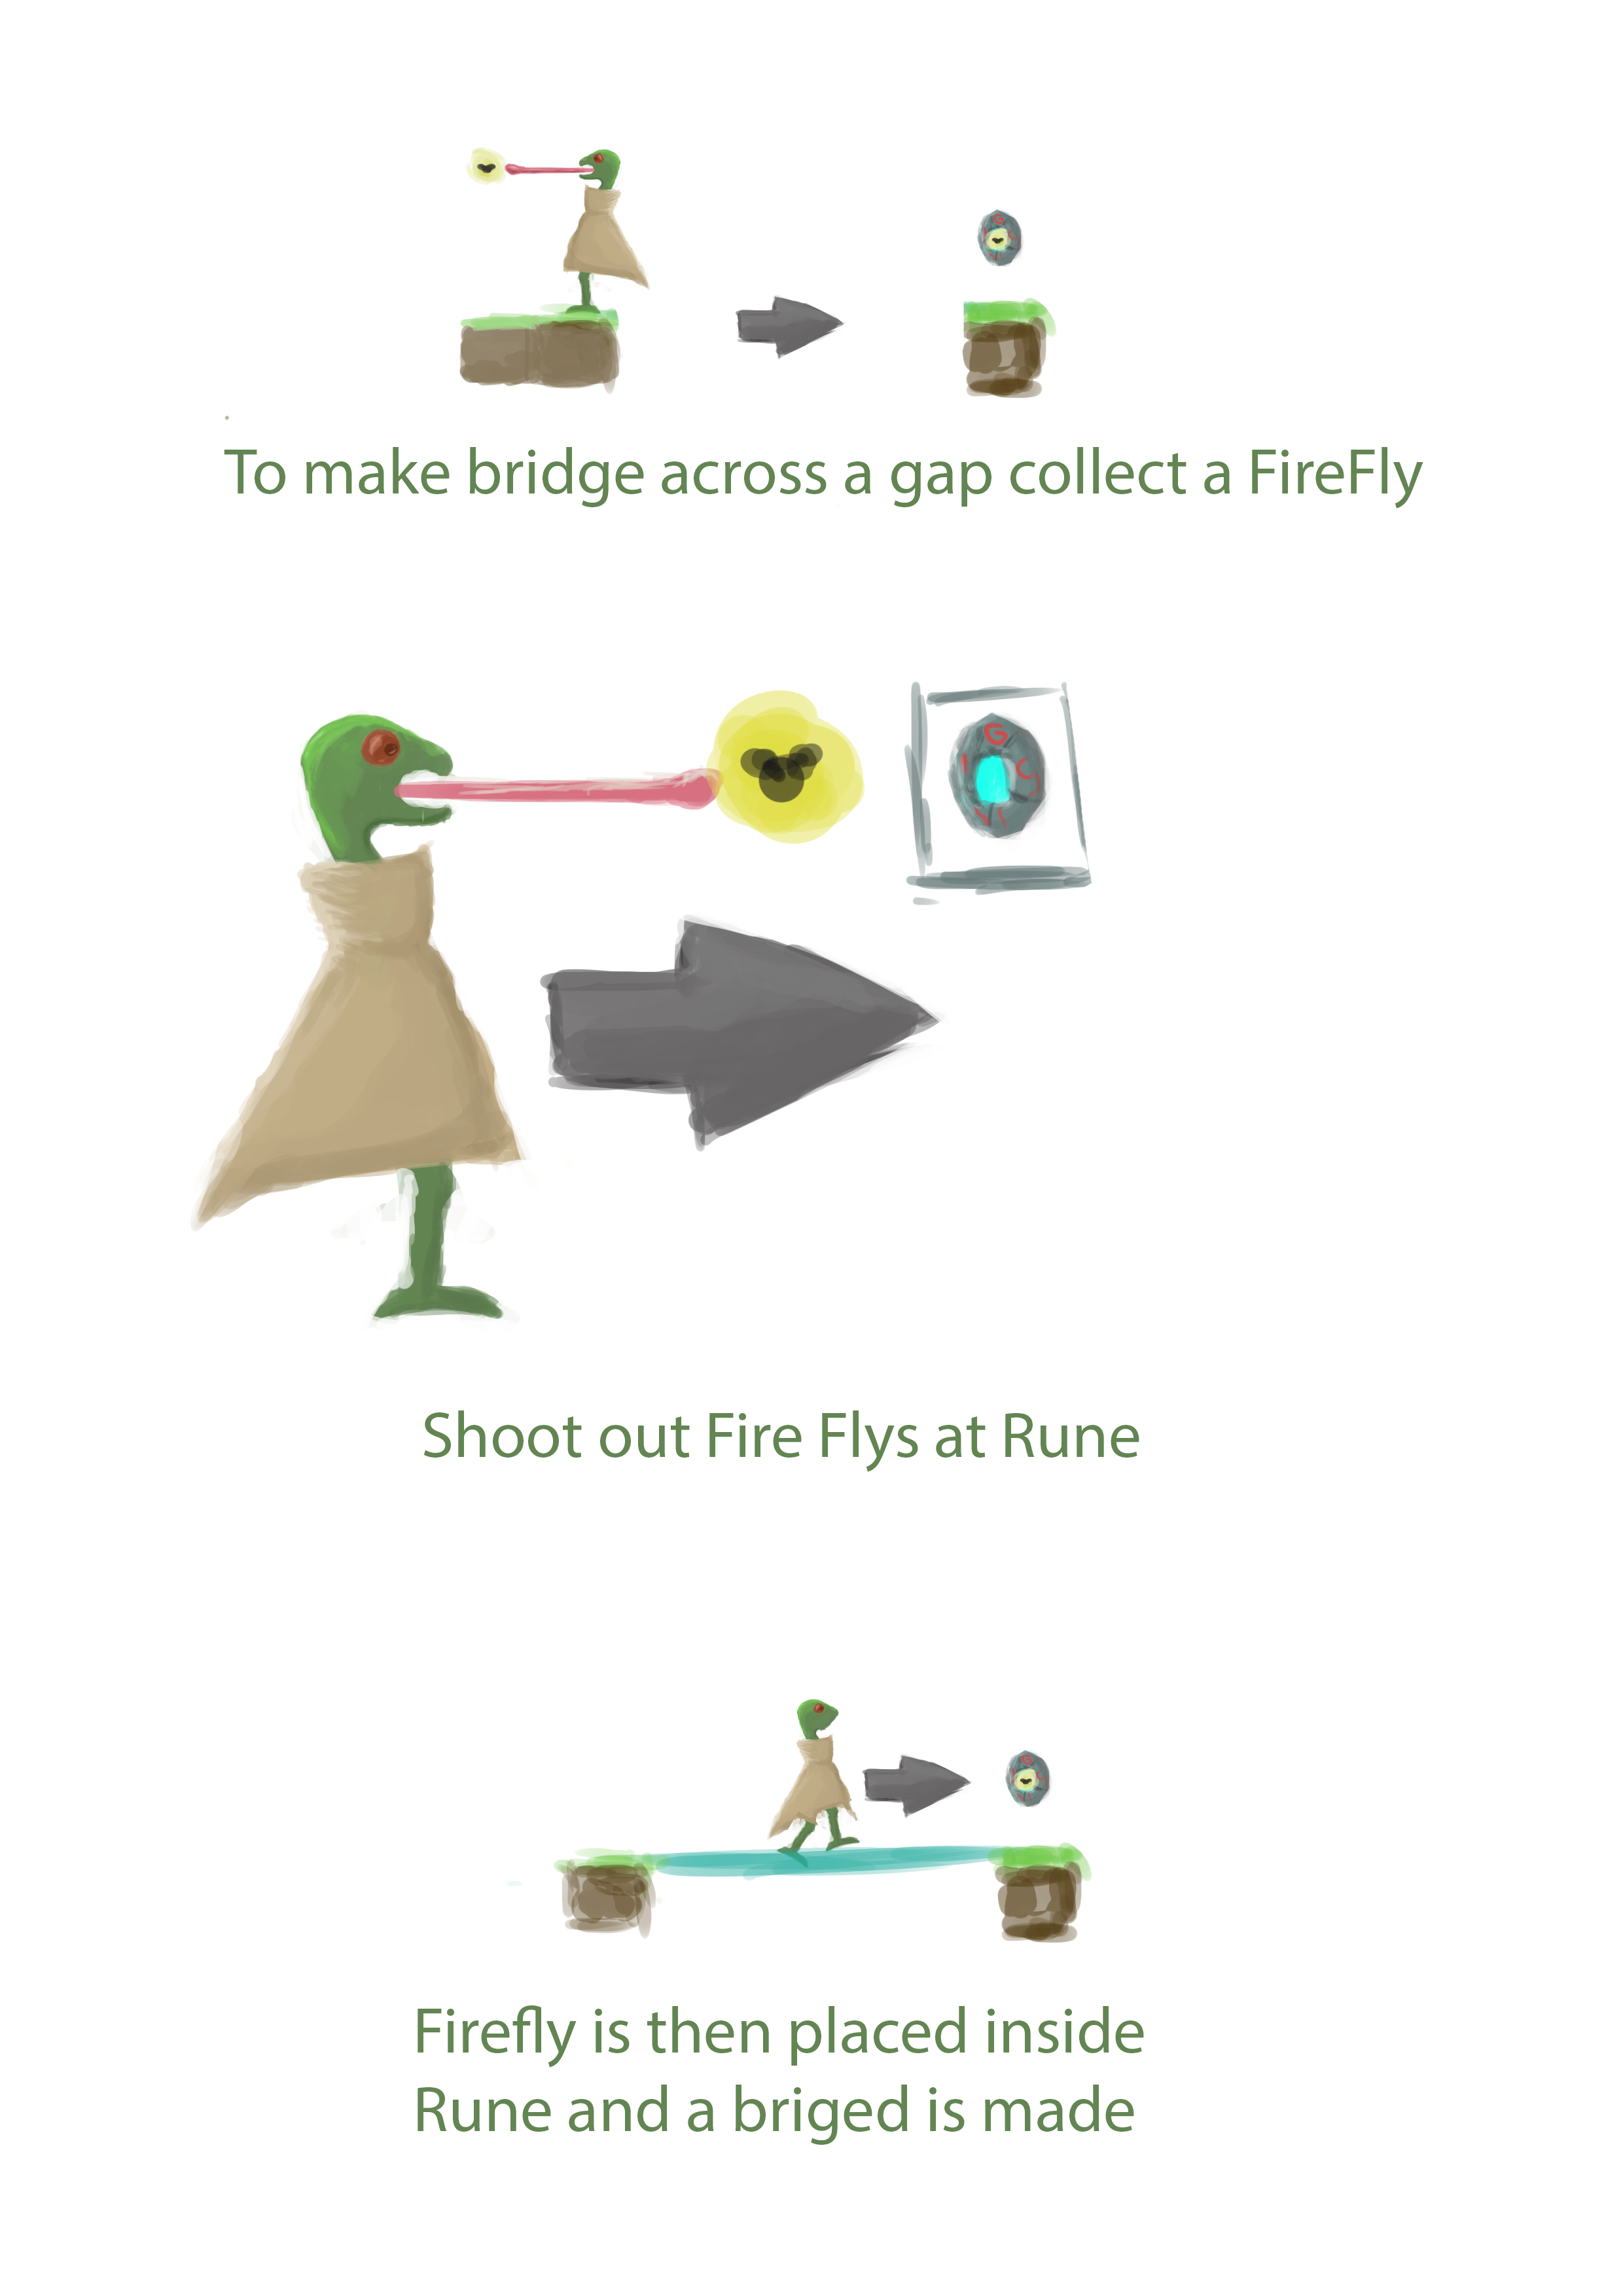 To make bridge across a gap collect a FireFly
Shoot out Fire Flys at Rune
Firefly is then placed inside
Rune and a briged is made